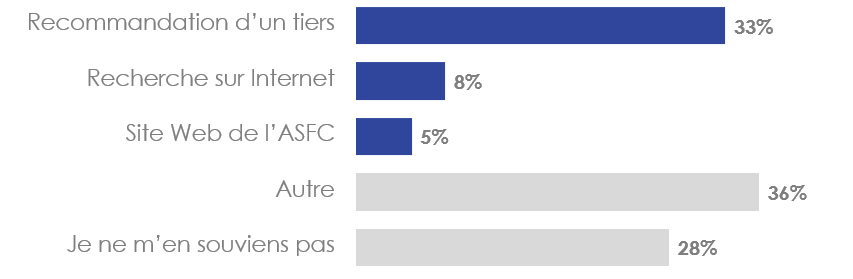 Recommandation d’un tiers 33%
Recherche sur Internet 8%
Site Web de l’ASFC 5%
Autre 36%
Je ne m’en souviens pas 28%